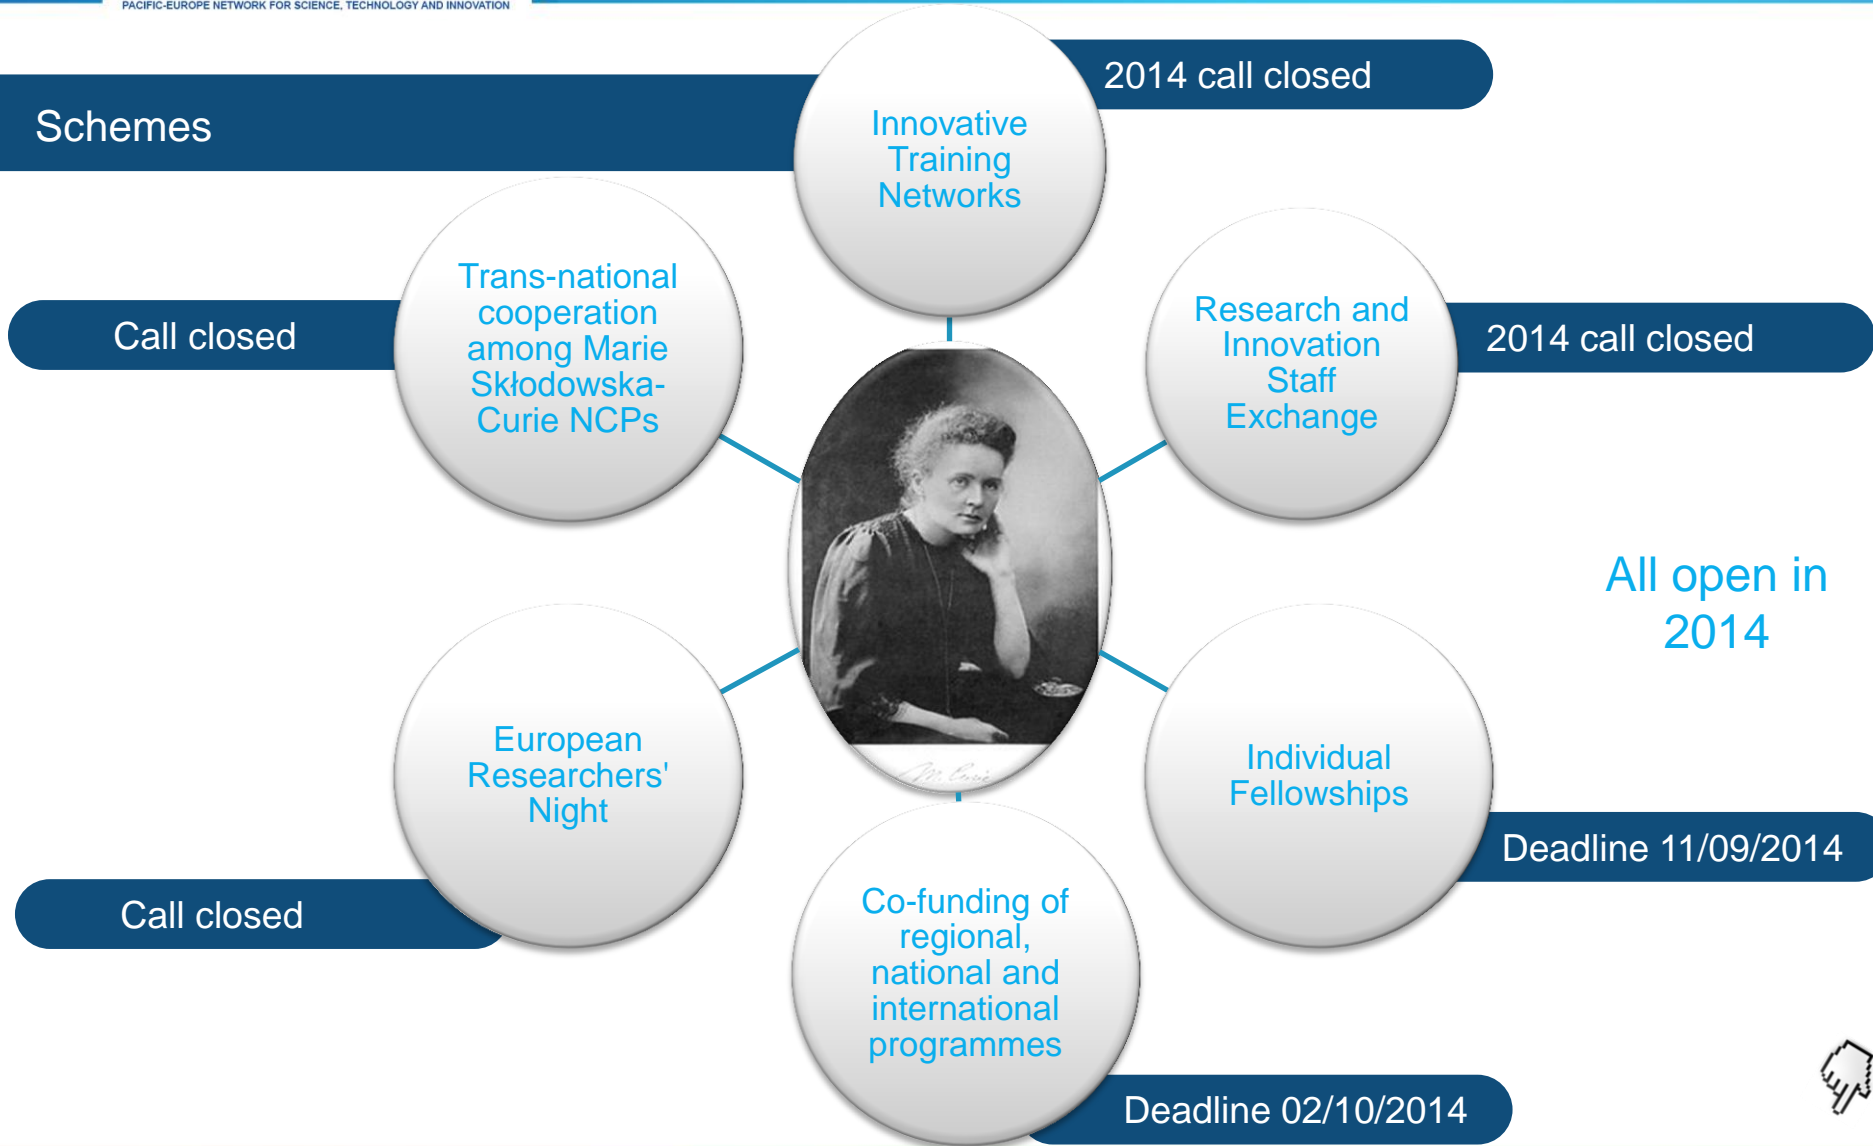 PACIFIC-EUROPE NETWORK FOR SCIENCE, TECHNOLOGY AND INNOVATION
Schemes
Innovative
Training
Networks
2014 call closed
Trans-national
cooperation
among Marie
Skłodowska-
Curie NCPs
Call closed
Research and
Innovation
Staff
Exchange
2014 call closed
All open in
2014
European
Researchers'
Night
Call closed
Individual
Fellowships
Deadline 11/09/2014
Co-funding of
regional,
national and
international
programmes
Deadline 02/10/2014
M. Curie